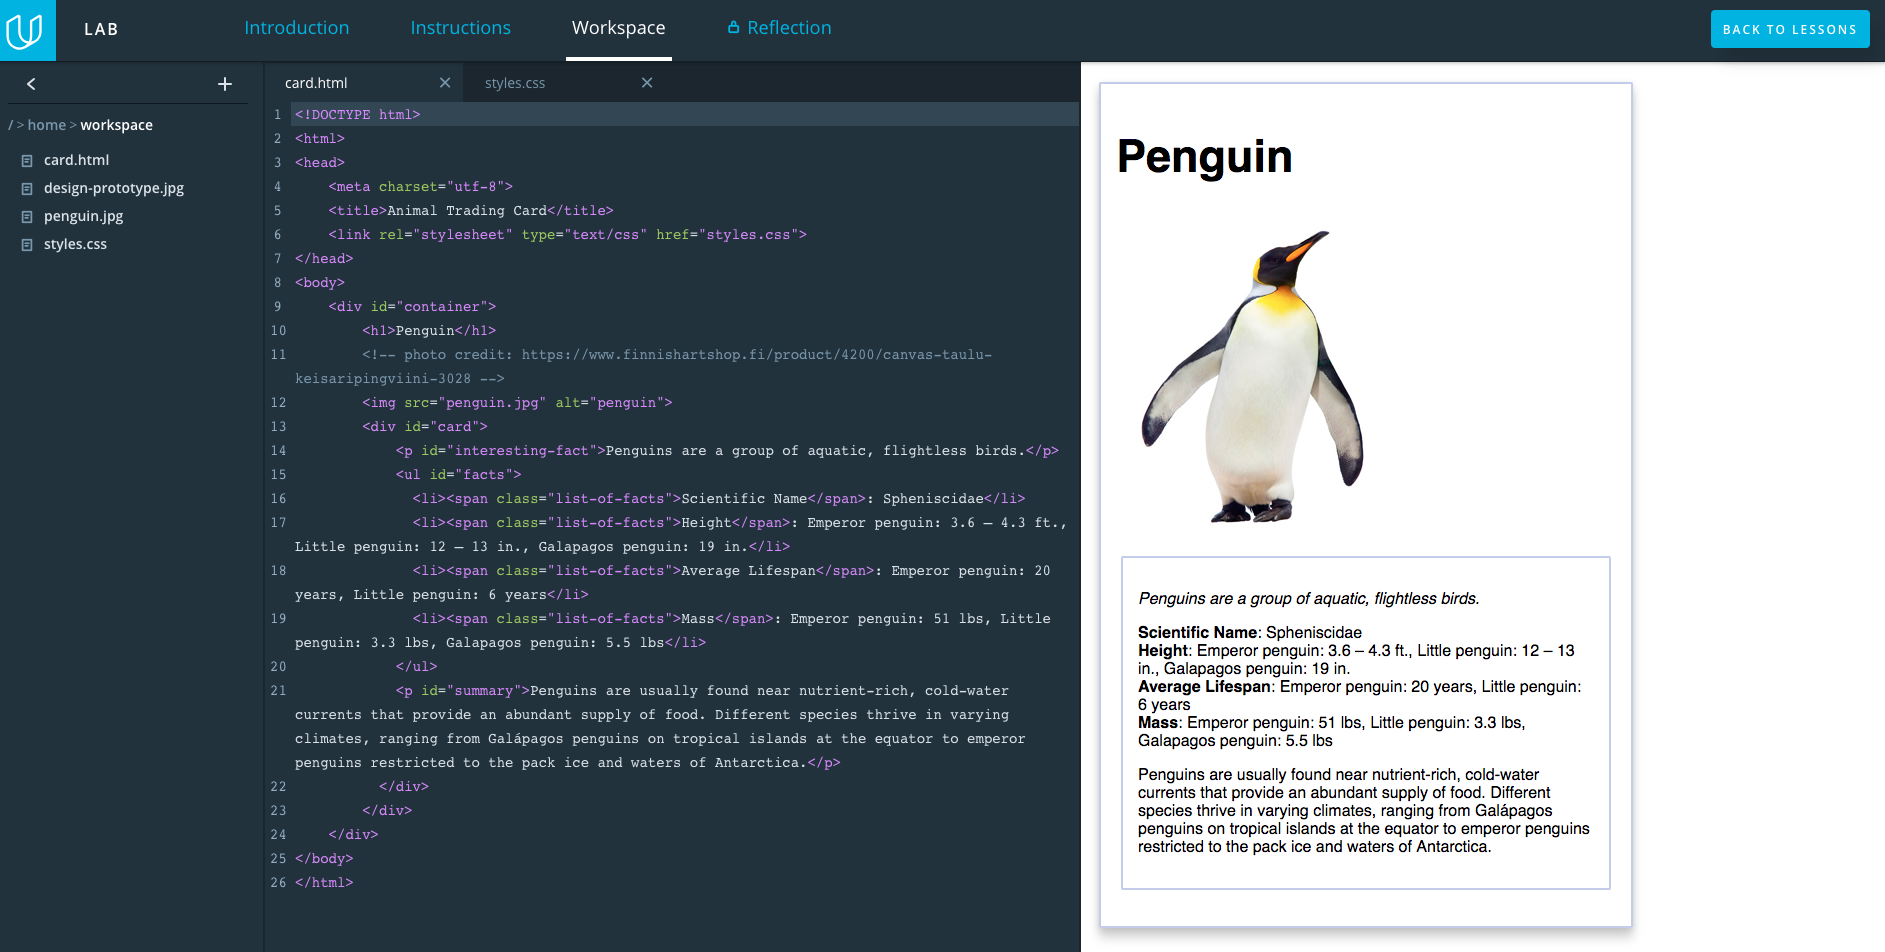 LAB
Introduction
Instructions
Workspace
Reflection
BACK TO LESSONS
/ > home > workspace
card.html
design-prototype.jpg
penguin.jpg
styles.css
card.html
styles.css
1 <!DOCTYPE html>
2 <html>
3 <head>
4 <meta charset="utf-8">
5 <title>Animal Trading Card</title>
6 <link rel="stylesheet" type="text/css" href="styles.css">
7 </head>
8 <body>
9 <div id="container">
10 <h1>Penguin</h1>
11 <!-- photo credit: https://www.finnishartshop.fi/product/4200/canvas-taulu-
keisaripingviini-3028 -->
12 <img src="penguin.jpg" alt="penguin">
13 <div id="card">
14 <p id="interesting-fact">Penguins are a group of aquatic, flightless birds.</p>
15 <ul id="facts">
16 <li><span class="list-of-facts">Scientific Name</span>: Spheniscidae</li>
17 <li><span class="list-of-facts">Height</span>: Emperor penguin: 3.6 – 4.3 ft.,
Little penguin: 12 – 13 in., Galapagos penguin: 19 in.</li>
18 <li><span class="list-of-facts">Average Lifespan</span>: Emperor penguin: 20
years, Little penguin: 6 years</li>
19 <li><span class="list-of-facts">Mass</span>: Emperor penguin: 51 lbs, Little
penguin: 3.3 lbs, Galapagos penguin: 5.5 lbs</li>
20 </ul>
21 <p id="summary">Penguins are usually found near nutrient-rich, cold-water
currents that provide an abundant supply of food. Different species thrive in varying
climates, ranging from Galápagos penguins on tropical islands at the equator to emperor
penguins restricted to the pack ice and waters of Antarctica.</p>
22 </div>
23 </div>
24 </div>
25 </body>
26 </html>
Penguin
Penguins are a group of aquatic, flightless birds.
Scientific Name: Spheniscidae
Height: Emperor penguin: 3.6 – 4.3 ft., Little penguin: 12 – 13
in., Galapagos penguin: 19 in.
Average Lifespan: Emperor penguin: 20 years, Little penguin:
6 years
Mass: Emperor penguin: 51 lbs, Little penguin: 3.3 lbs,
Galapagos penguin: 5.5 lbs
Penguins are usually found near nutrient-rich, cold-water
currents that provide an abundant supply of food. Different
species thrive in varying climates, ranging from Galápagos
penguins on tropical islands at the equator to emperor penguins
restricted to the pack ice and waters of Antarctica.